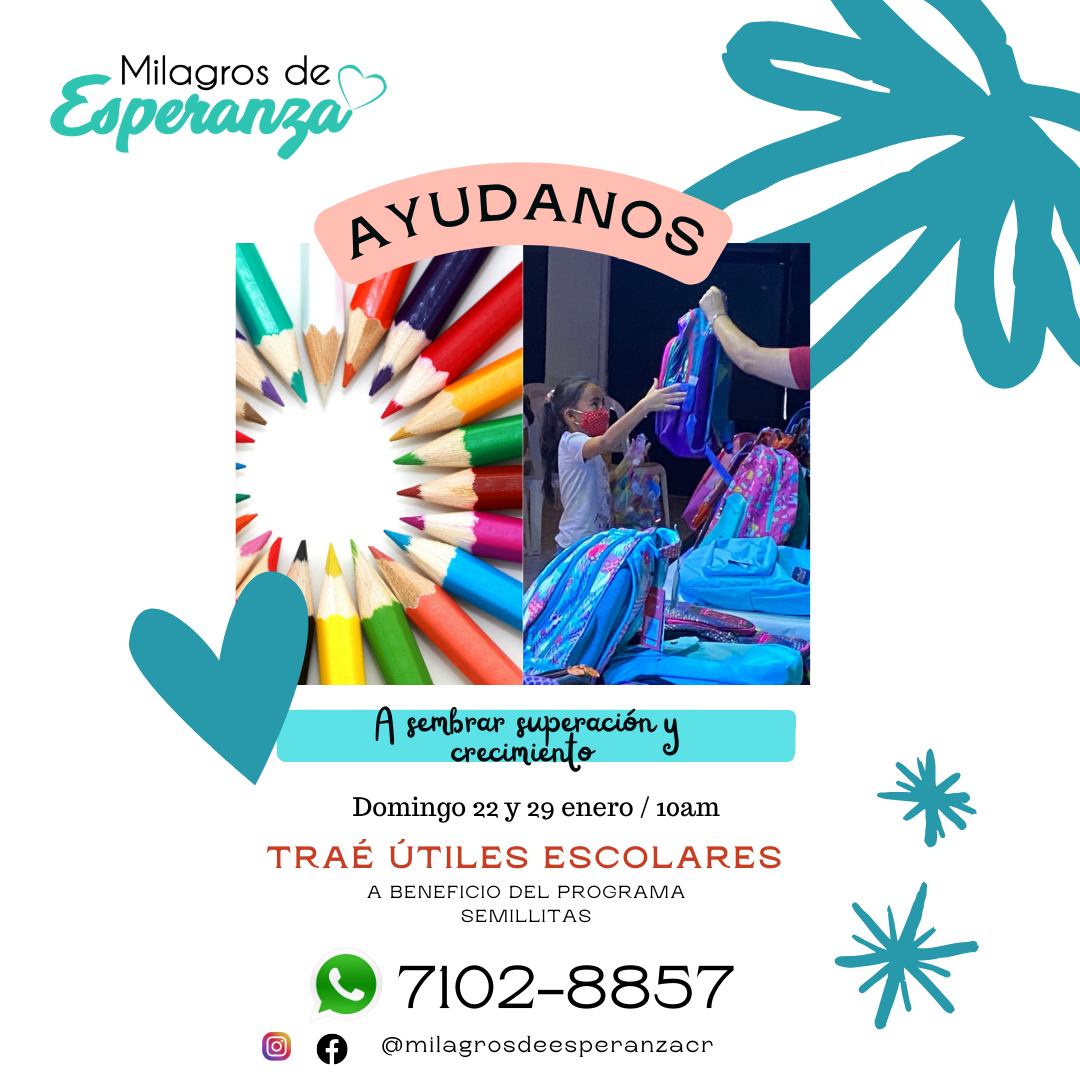 Milagros de
Esperanza
AYUDANOS
A sembrar superación y
crecimiento
Domingo 22 y 29 enero / 10am
TRAÉ ÚTILES ESCOLARES
A BENEFICIO DEL PROGRAMA
SEMILLITAS
7102-8857
@milagrosdeesperanzacr